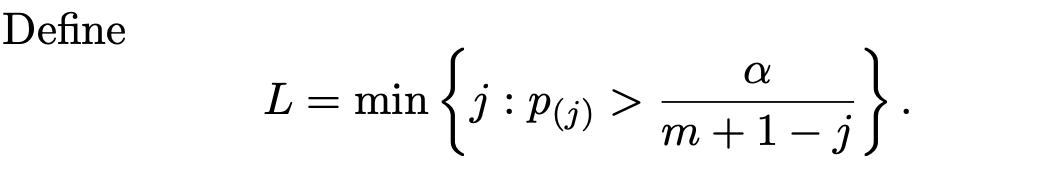 Define
L = min { j : p_(j) > α / (m + 1 − j) } .